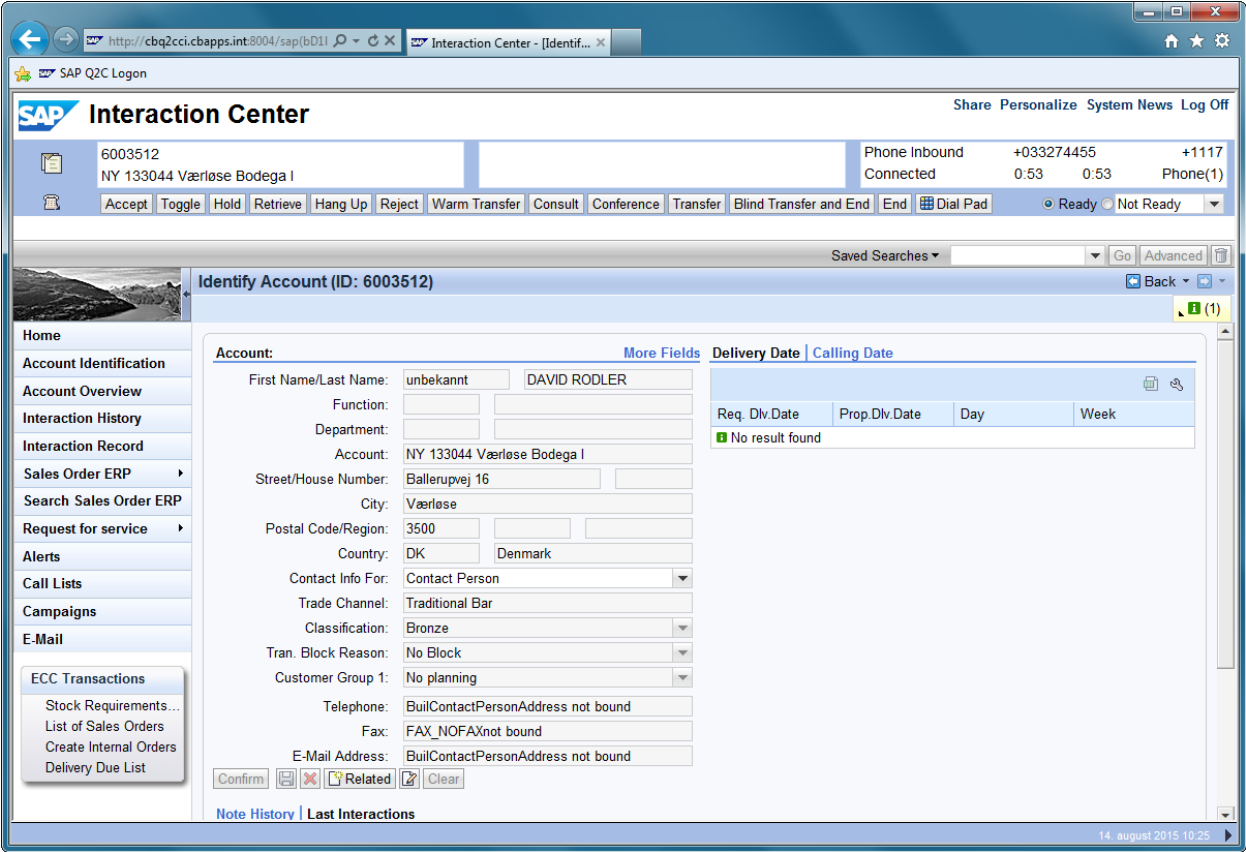 http://cbq2cci.cbapps.int:8004/sap(bD1l
Interaction Center - [Identif...
SAP Q2C Logon
SAP Interaction Center
Share Personalize System News Log Off
6003512
NY 133044 Værløse Bodega I
Phone Inbound +033274455 +1117
Connected 0:53 0:53 Phone(1)
Accept Toggle Hold Retrieve Hang Up Reject Warm Transfer Consult Conference Transfer Blind Transfer and End End Dial Pad Ready Not Ready
Saved Searches Go Advanced
Identify Account (ID: 6003512) Back
(1)
Home
Account Identification
Account Overview
Interaction History
Interaction Record
Sales Order ERP
Search Sales Order ERP
Request for service
Alerts
Call Lists
Campaigns
E-Mail
ECC Transactions
Stock Requirements...
List of Sales Orders
Create Internal Orders
Delivery Due List
Account: More Fields
First Name/Last Name: unbekannt DAVID RODLER
Function:
Department:
Account: NY 133044 Værløse Bodega I
Street/House Number: Ballerupvej 16
City: Værløse
Postal Code/Region: 3500
Country: DK Denmark
Contact Info For: Contact Person
Trade Channel: Traditional Bar
Classification: Bronze
Tran. Block Reason: No Block
Customer Group 1: No planning
Telephone: BuilContactPersonAddress not bound
Fax: FAX_NOFAXnot bound
E-Mail Address: BuilContactPersonAddress not bound
Confirm Related Clear
Note History Last Interactions
Delivery Date Calling Date
Req. Dlv.Date Prop.Dlv.Date Day Week
No result found
14. august 2015 10:25